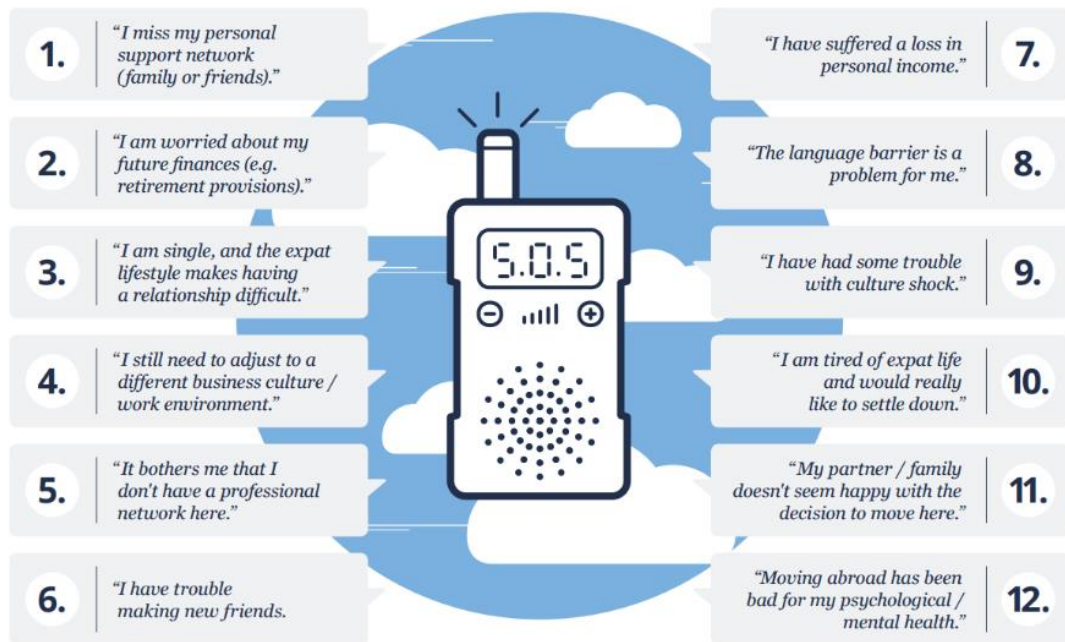 1.
“I miss my personal
support network
(family or friends).”
2.
“I am worried about my
future finances (e.g.
retirement provisions).”
3.
“I am single, and the expat
lifestyle makes having
a relationship difficult.”
4.
“I still need to adjust to a
different business culture /
work environment.”
5.
“It bothers me that I
don't have a professional
network here.”
6.
“I have trouble
making new friends.
S.O.S
“I have suffered a loss in
personal income.”
7.
“The language barrier is a
problem for me.”
8.
“I have had some trouble
with culture shock.”
9.
“I am tired of expat life
and would really
like to settle down.”
10.
“My partner / family
doesn't seem happy with the
decision to move here.”
11.
“Moving abroad has been
bad for my psychological /
mental health.”
12.